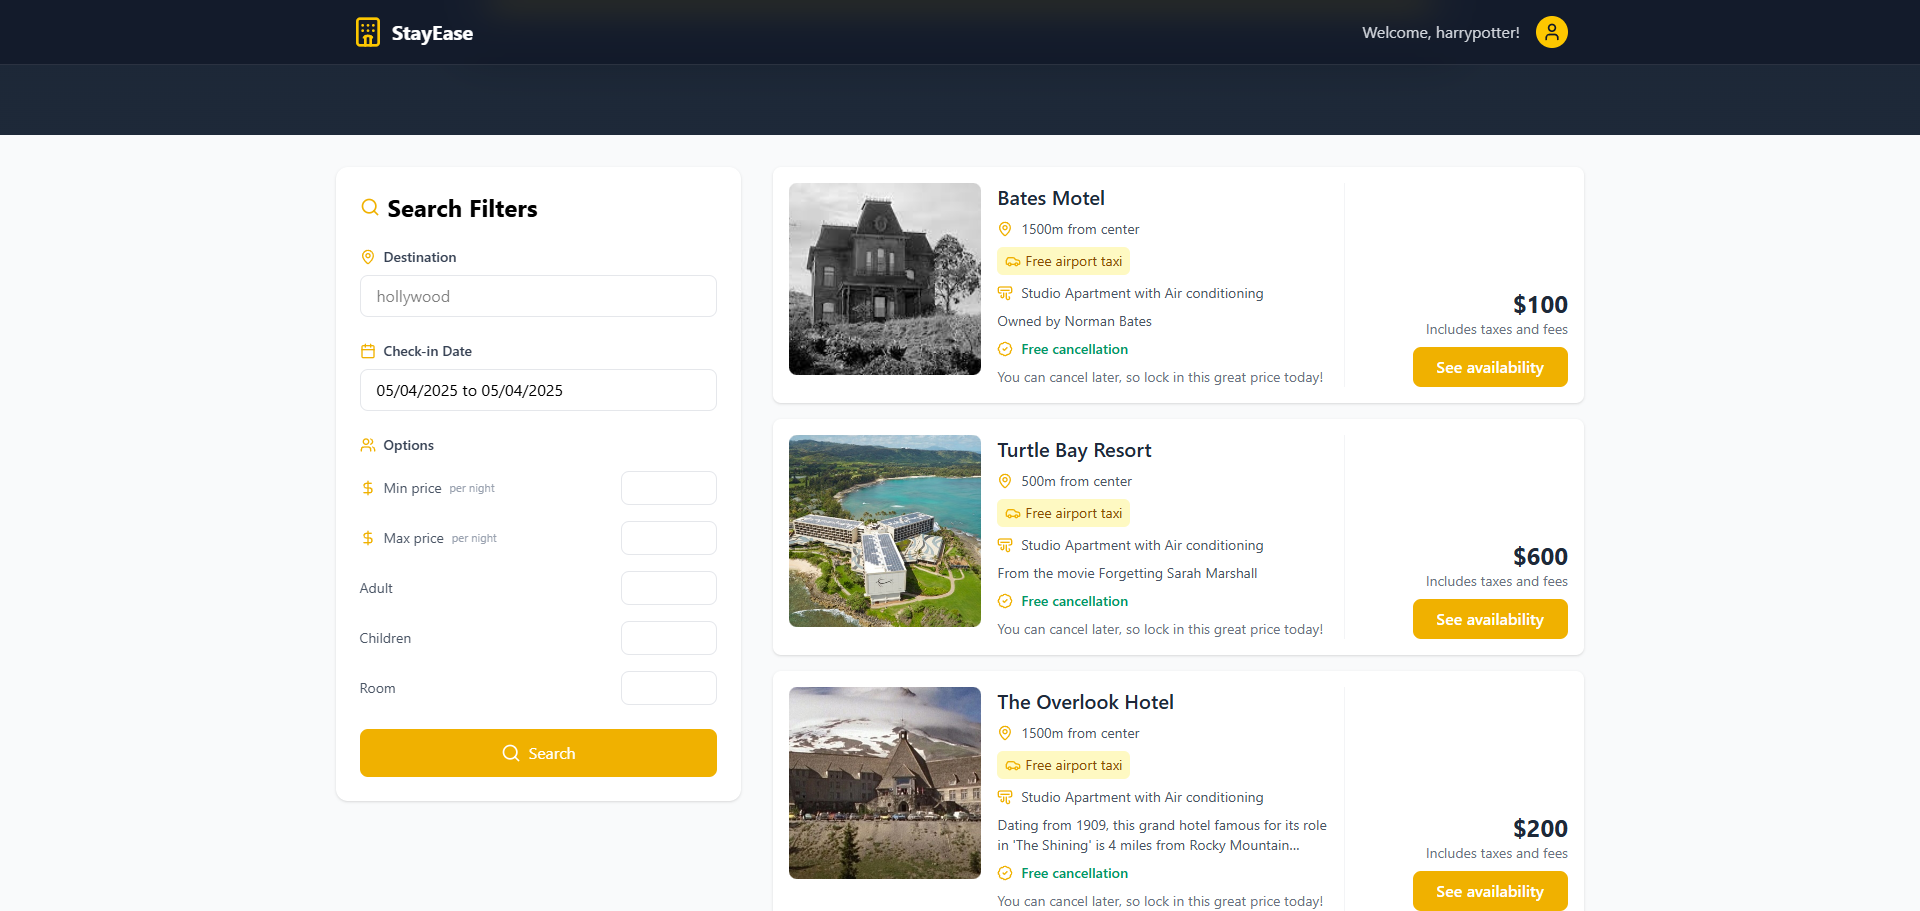 StayEase
Welcome, harrypotter!
Search Filters
Destination
hollywood
Check-in Date
05/04/2025 to 05/04/2025
Options
Min price per night
Max price per night
Adult
Children
Room
Search
Bates Motel
1500m from center
Free airport taxi
Studio Apartment with Air conditioning
Owned by Norman Bates
Free cancellation
You can cancel later, so lock in this great price today!
$100
Includes taxes and fees
See availability
Turtle Bay Resort
500m from center
Free airport taxi
Studio Apartment with Air conditioning
From the movie Forgetting Sarah Marshall
Free cancellation
You can cancel later, so lock in this great price today!
$600
Includes taxes and fees
See availability
The Overlook Hotel
1500m from center
Free airport taxi
Studio Apartment with Air conditioning
Dating from 1909, this grand hotel famous for its role
in 'The Shining' is 4 miles from Rocky Mountain...
Free cancellation
You can cancel later, so lock in this great price today!
$200
Includes taxes and fees
See availability